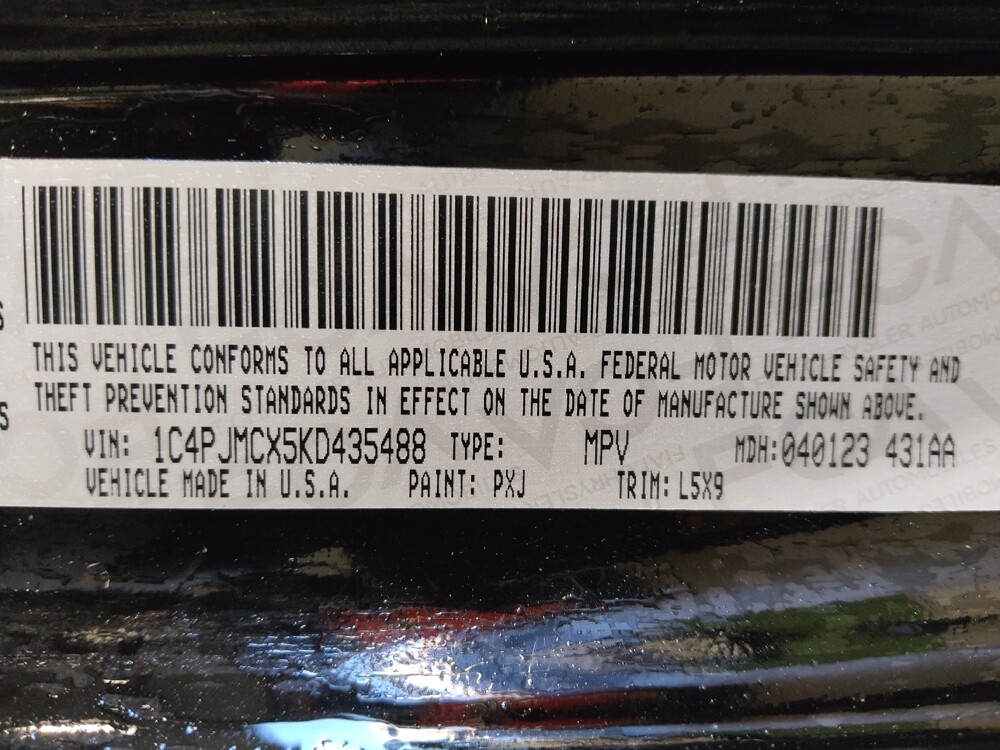 THIS VEHICLE CONFORMS TO ALL APPLICABLE U.S.A. FEDERAL MOTOR VEHICLE SAFETY AND
THEFT PREVENTION STANDARDS IN EFFECT ON THE DATE OF MANUFACTURE SHOWN ABOVE.
VIN: 1C4PJMCX5KD435488 TYPE: MPV MDH:040123 431AA
VEHICLE MADE IN U.S.A. PAINT: PXJ TRIM: L5X9